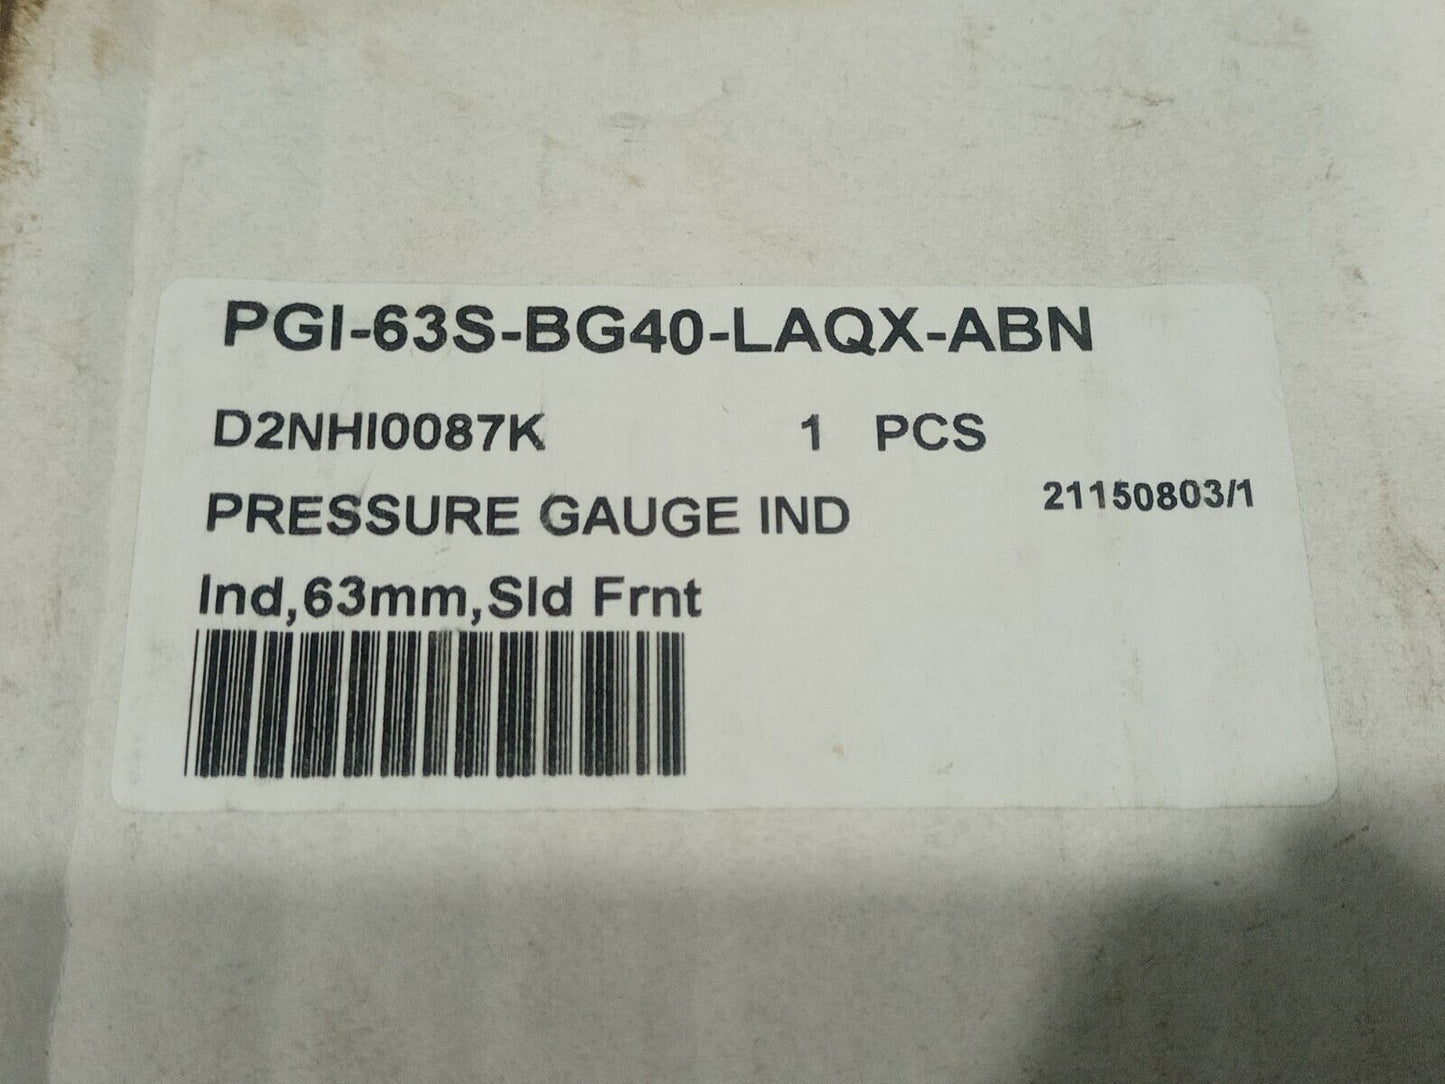 PGI-63S-BG40-LAQX-ABN
D2NHI0087K 1 PCS
PRESSURE GAUGE IND 21150803/1
Ind,63mm,Sld Frnt